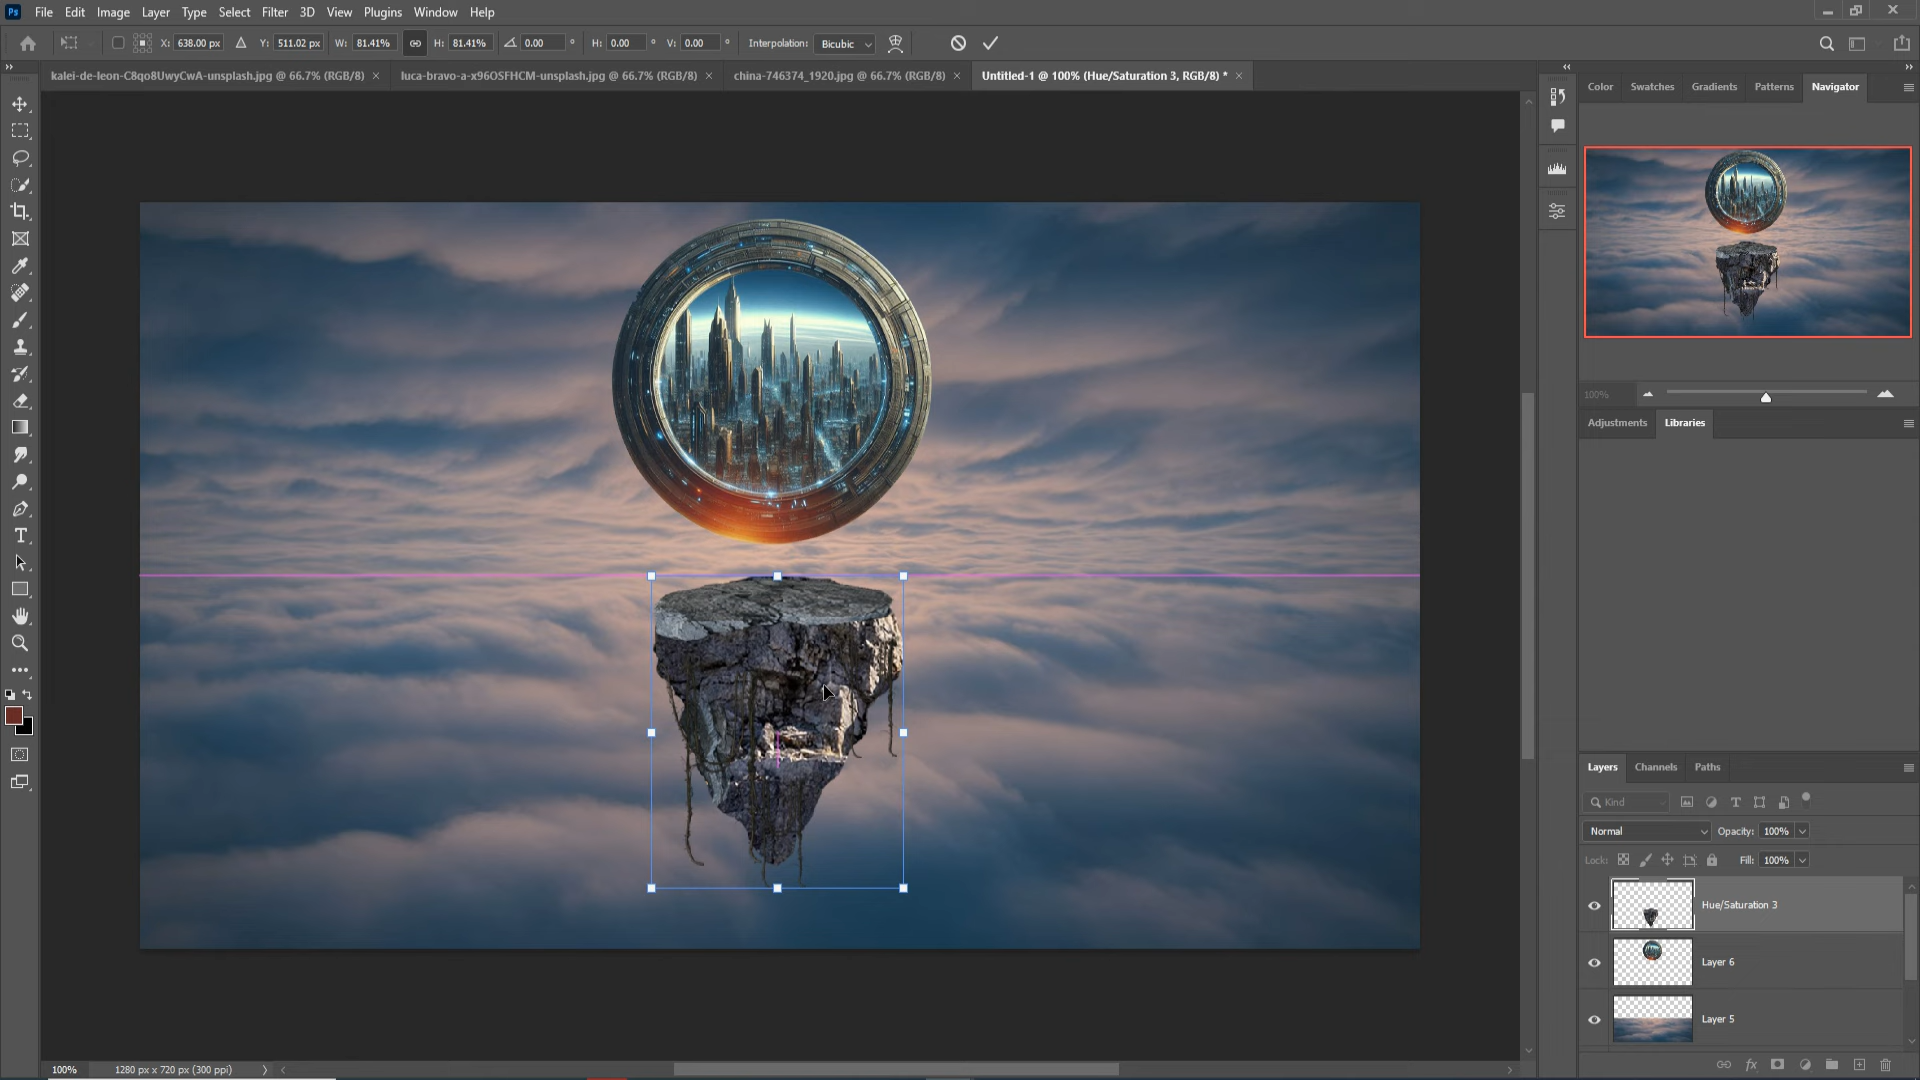 Ps File Edit Image Layer Type Select Filter 3D View Plugins Window Help
X: 638.00 px Y: 511.02 px W: 81.41% H: 81.41% 0.00 ° H: 0.00 ° V: 0.00 ° Interpolation: Bicubic
kalei-de-leon-C8qo8UwyCwA-unsplash.jpg @ 66.7% (RGB/8) × luca-bravo-a-x96OSFHCM-unsplash.jpg @ 66.7% (RGB/8) × china-746374_1920.jpg @ 66.7% (RGB/8) × Untitled-1 @ 100% (Hue/Saturation 3, RGB/8) * ×
Color Swatches Gradients Patterns Navigator
100%
Adjustments Libraries
Layers Channels Paths
Kind
Normal Opacity: 100%
Lock: Fill: 100%
Hue/Saturation 3
Layer 6
Layer 5
100% 1280 px x 720 px (300 ppi)